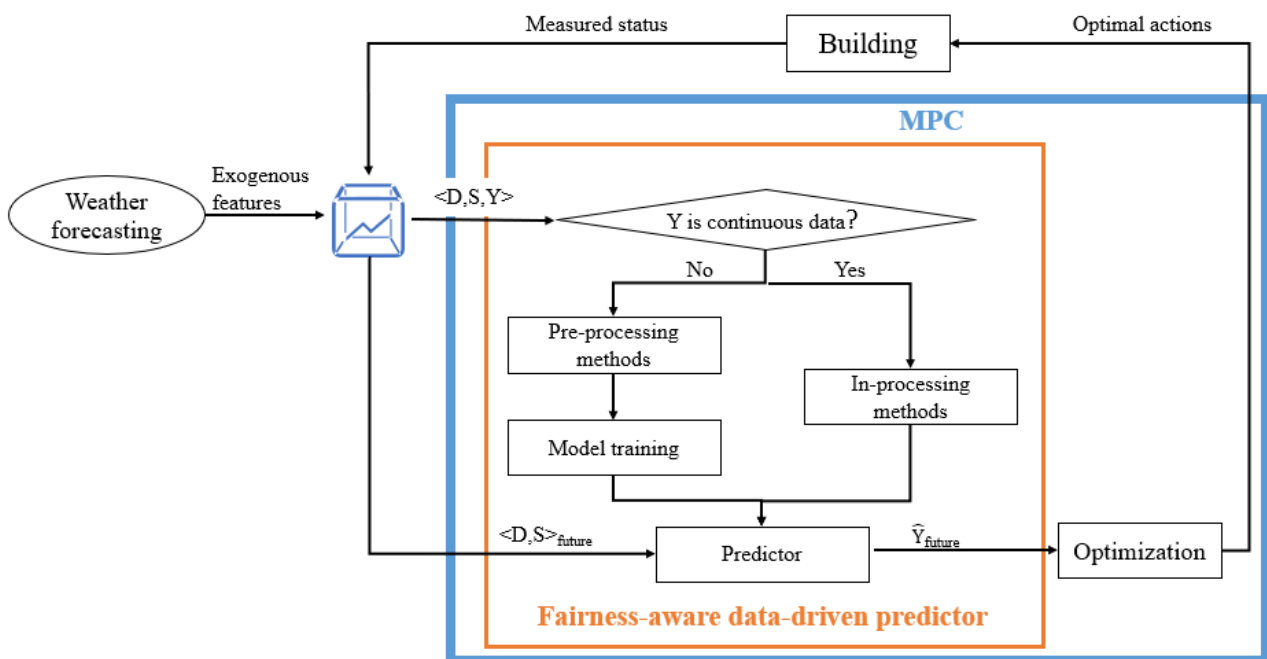 Measured status
Building
Optimal actions
MPC
Weather
forecasting
Exogenous
features
<D,S,Y>
Y is continuous data?
No
Yes
Pre-processing
methods
In-processing
methods
Model training
<D,S>future
Predictor
Ŷfuture
Optimization
Fairness-aware data-driven predictor